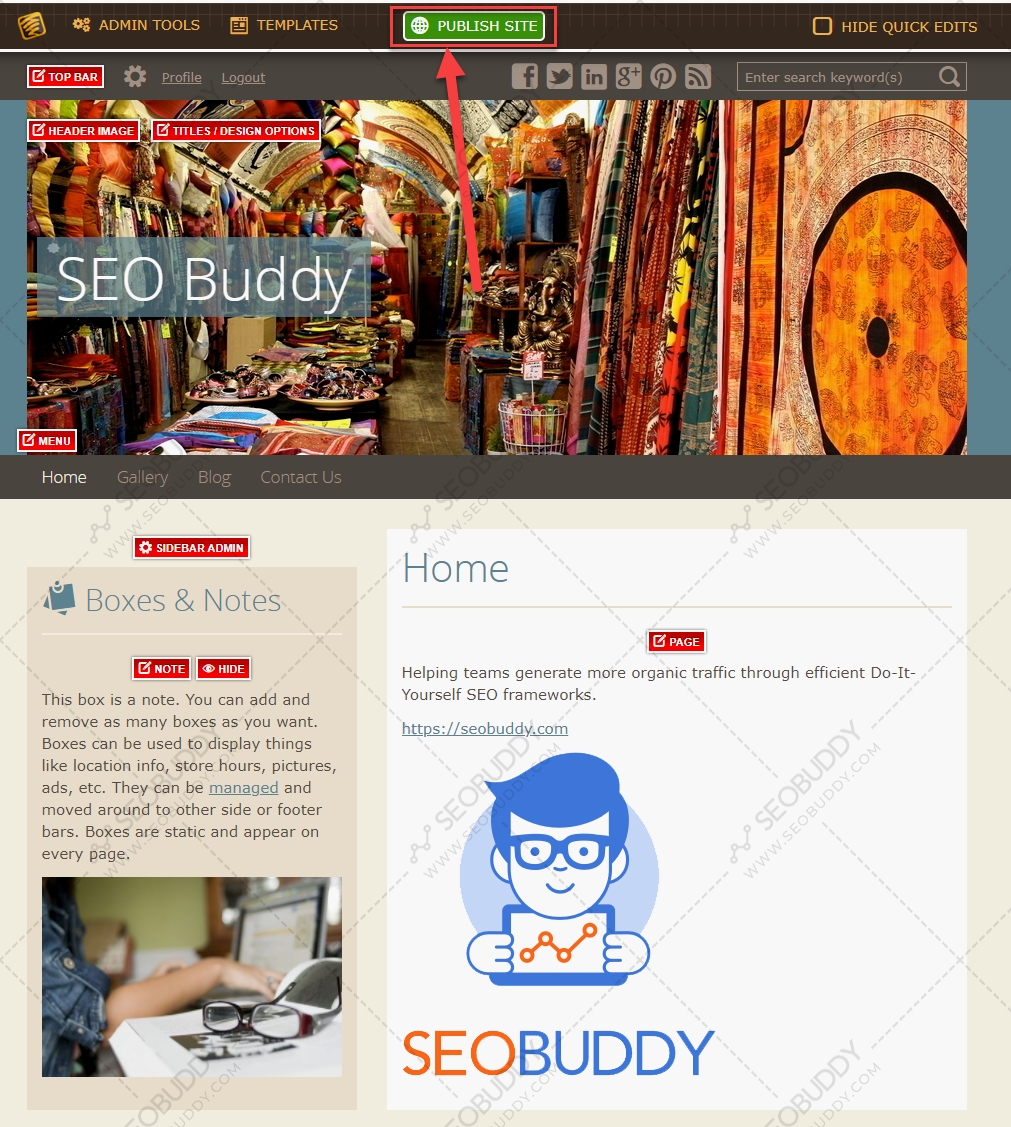 ADMIN TOOLS TEMPLATES PUBLISH SITE HIDE QUICK EDITS
TOP BAR Profile Logout Enter search keyword(s)
HEADER IMAGE TITLES / DESIGN OPTIONS
SEO Buddy
MENU
Home Gallery Blog Contact Us
SIDEBAR ADMIN
Boxes & Notes
NOTE HIDE
This box is a note. You can add and
remove as many boxes as you want.
Boxes can be used to display things
like location info, store hours, pictures,
ads, etc. They can be managed and
moved around to other side or footer
bars. Boxes are static and appear on
every page.
Home
PAGE
Helping teams generate more organic traffic through efficient Do-It-
Yourself SEO frameworks.
https://seobuddy.com
SEOBUDDY
SEOBUDDY
WWW.SEOBUDDY.COM